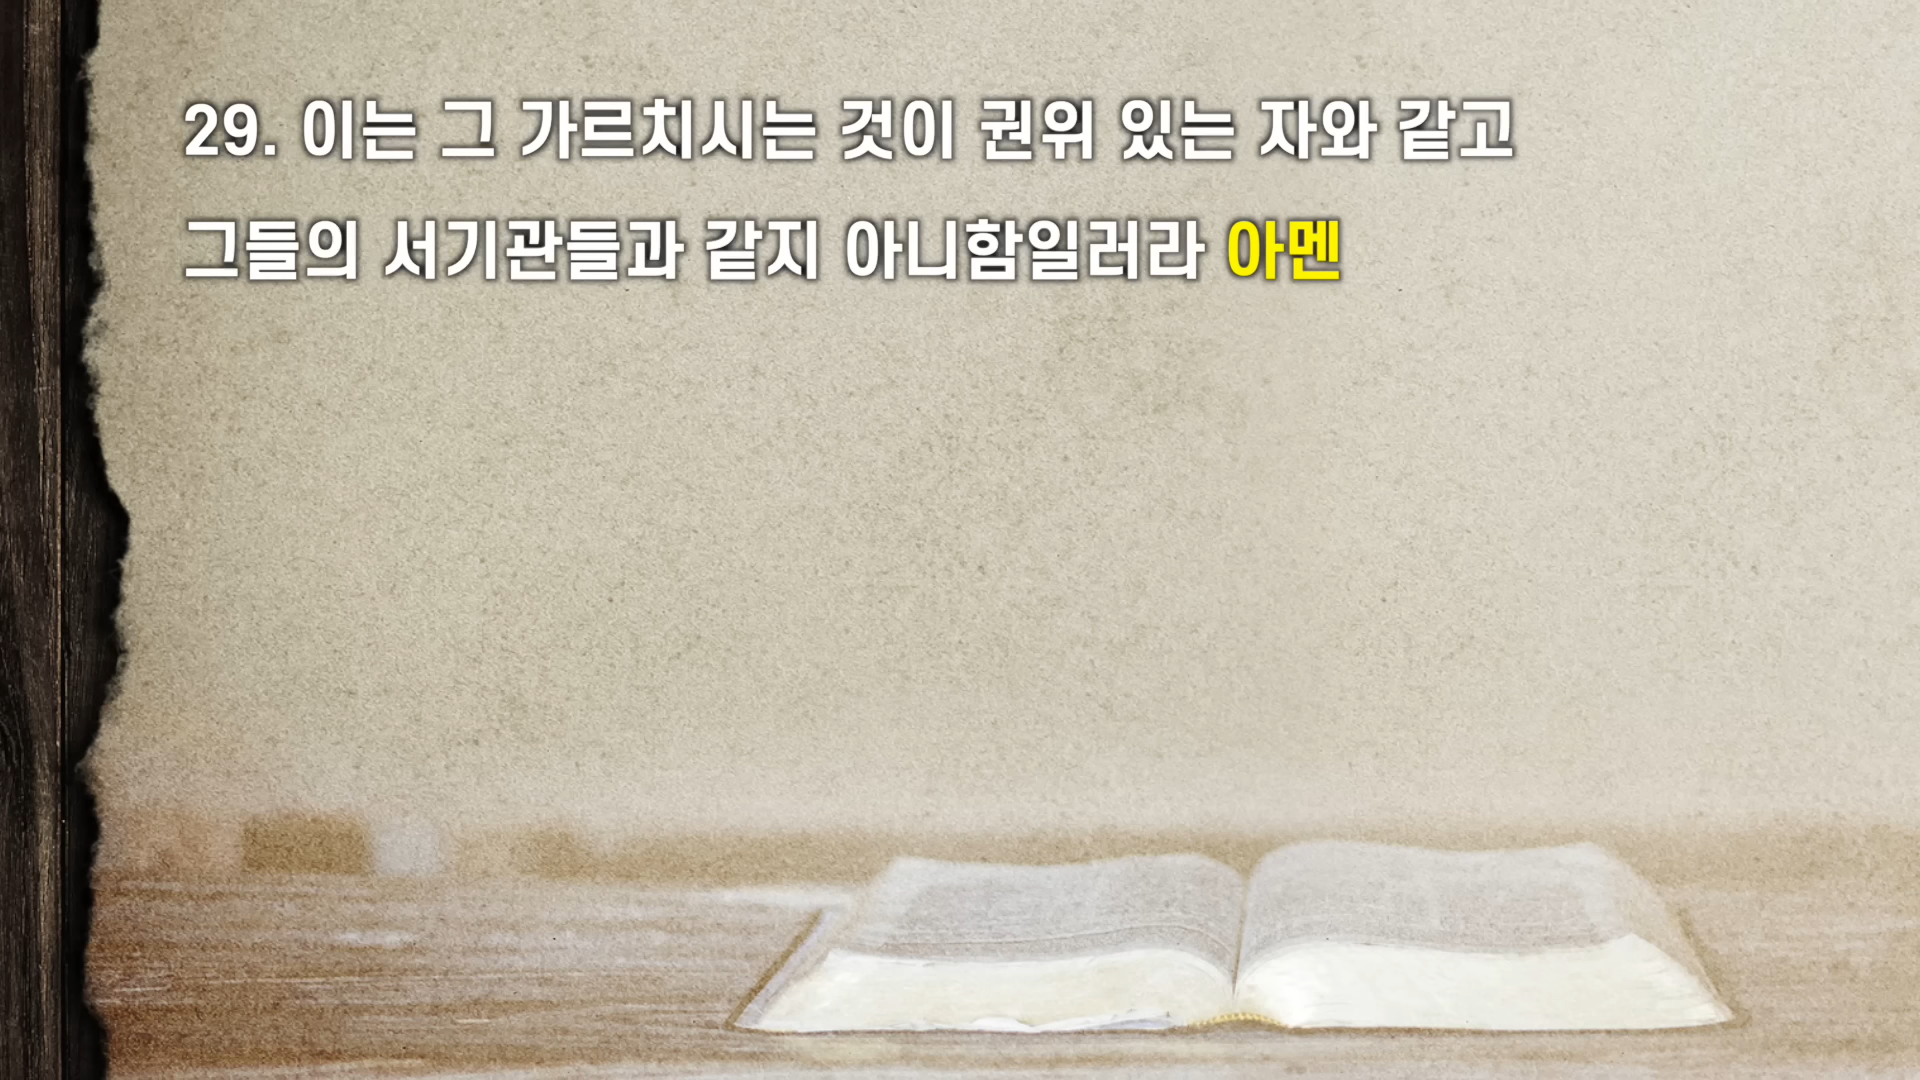 29. 이는 그 가르치시는 것이 권위 있는 자와 같고
그들의 서기관들과 같지 아니함일러라 아멘